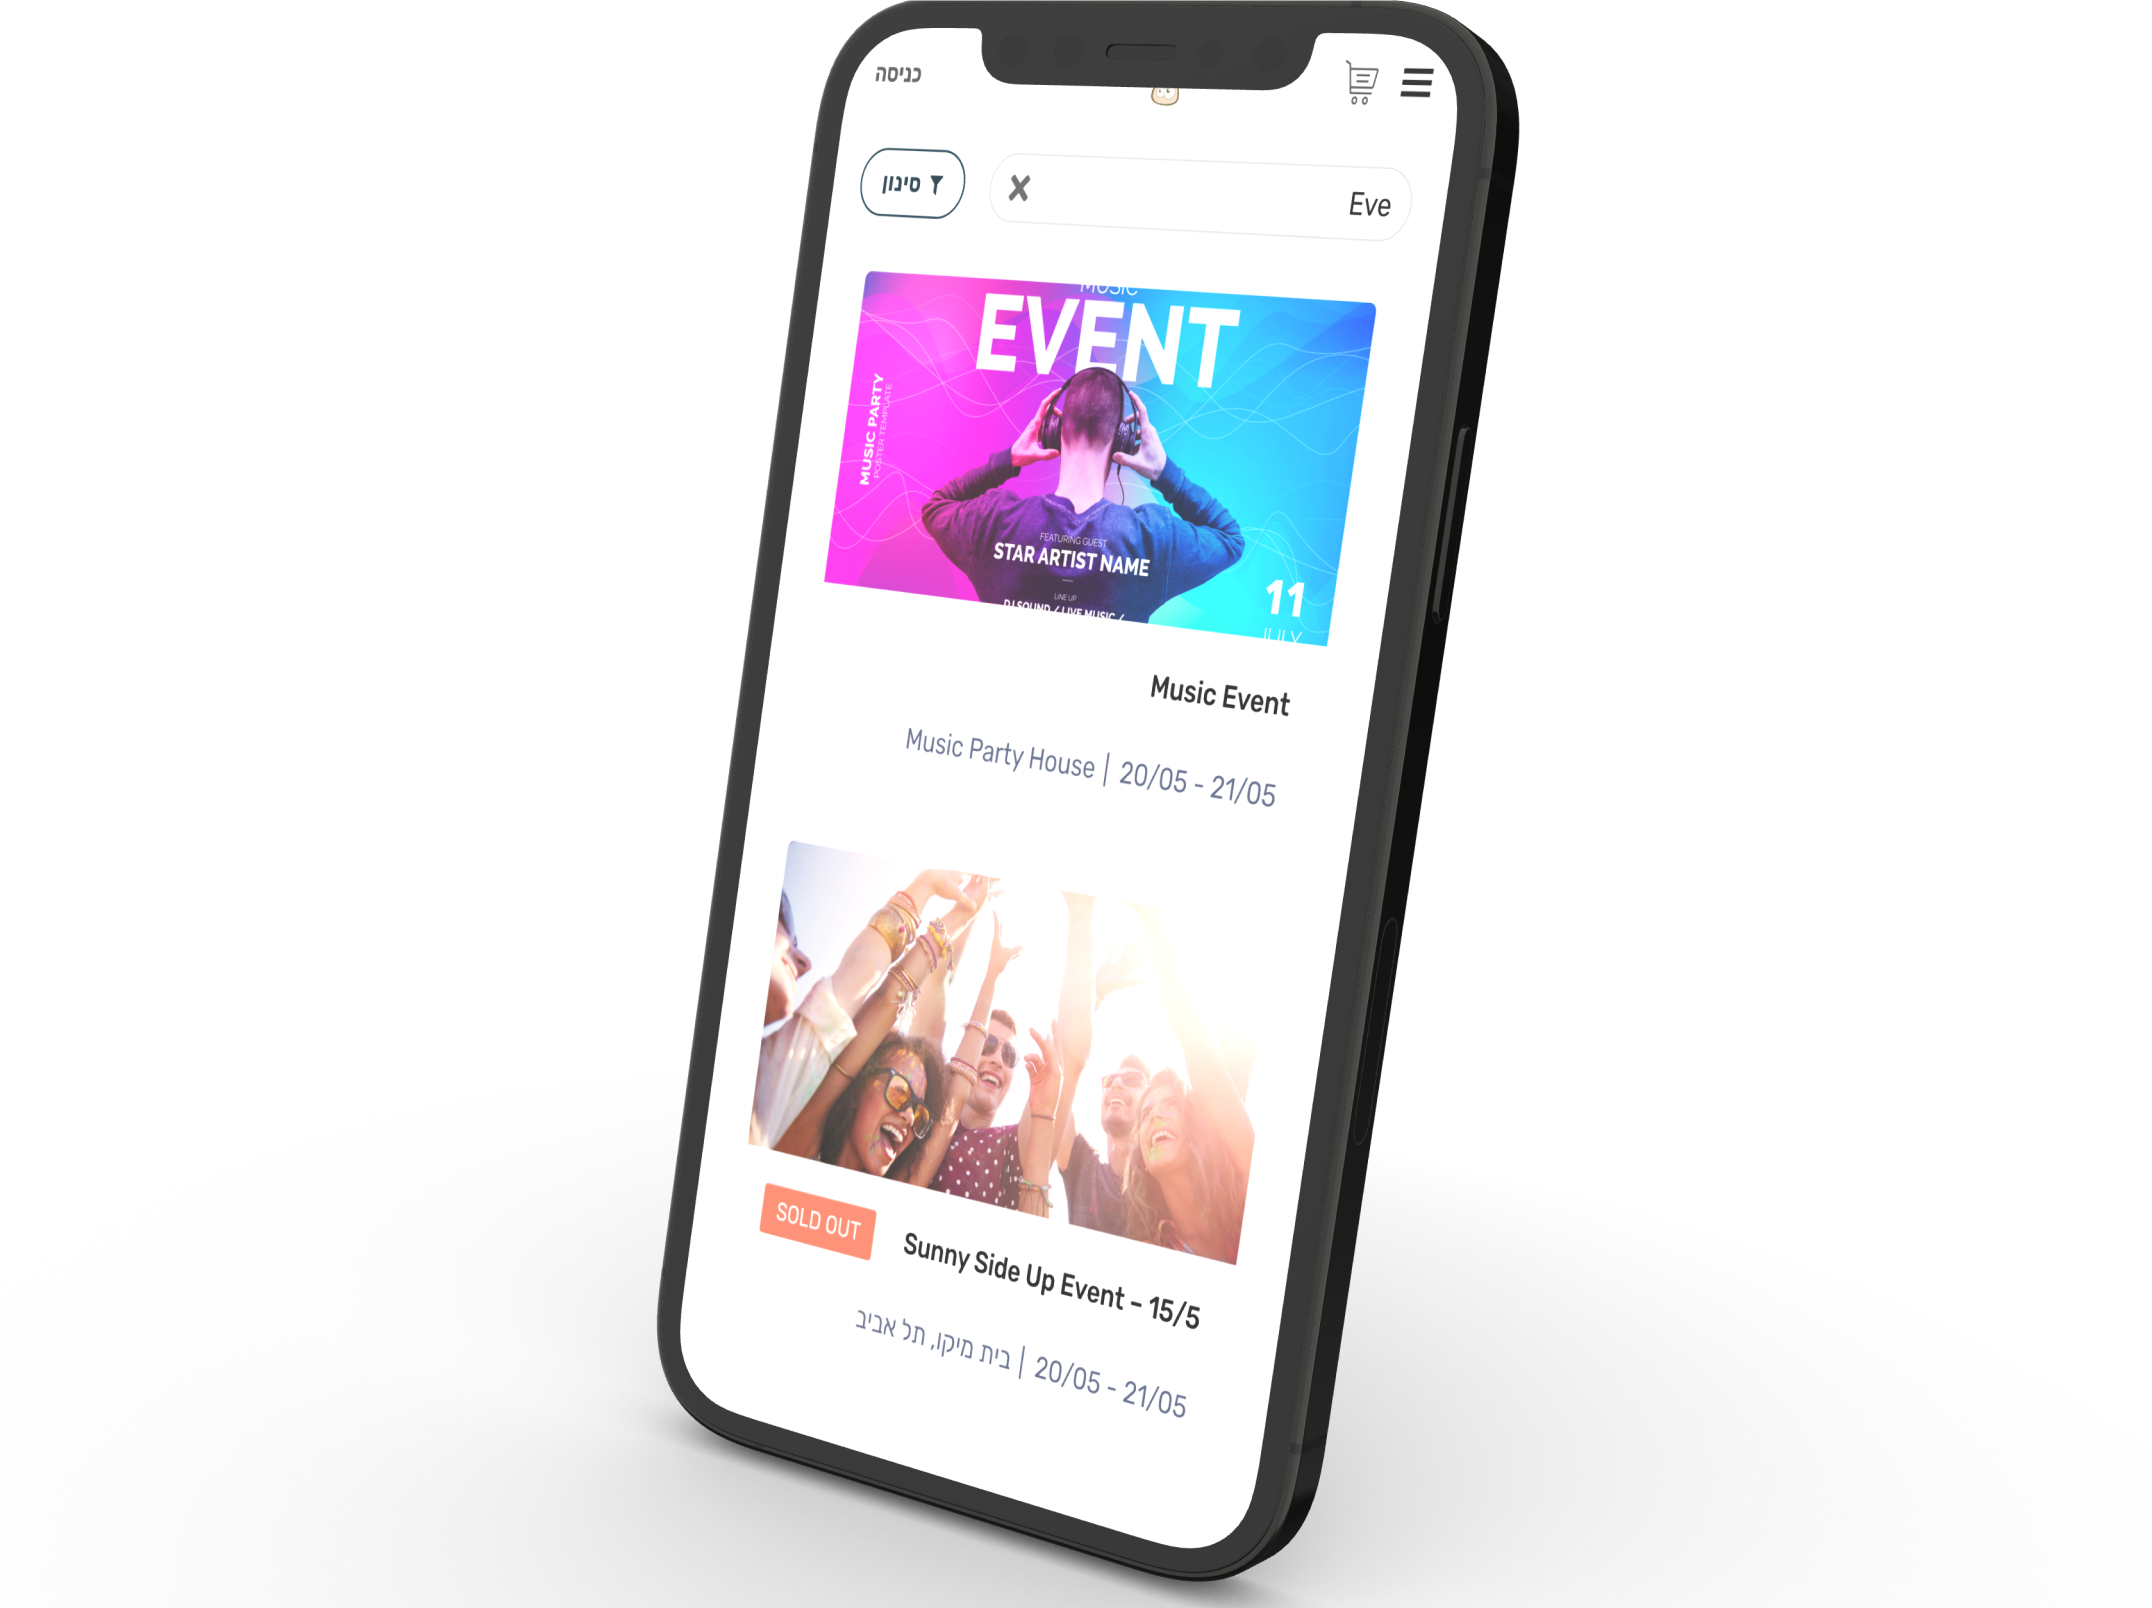 כניסה
סינון
Eve
MUSIC
EVENT
MUSIC PARTY
POSTER TEMPLATE
FEATURING GUEST
STAR ARTIST NAME
LINE UP
DJ SOUND / LIVE MUSIC /
11
JULY
Music Event
Music Party House | 20/05 - 21/05
SOLD OUT
Sunny Side Up Event – 15/5
בית מיקו, תל אביב | 20/05 - 21/05